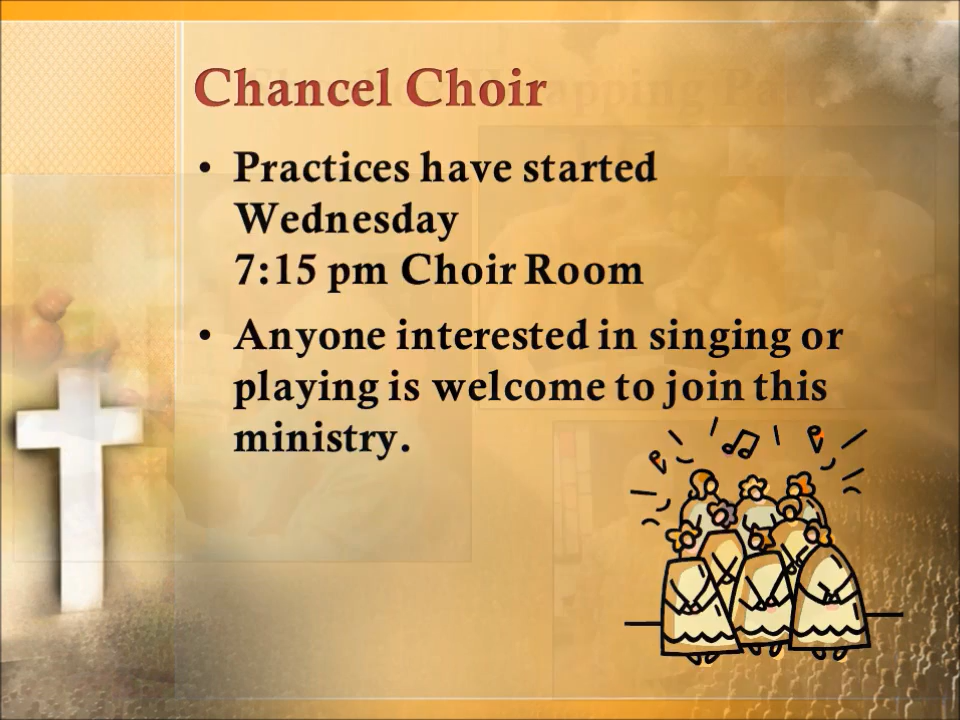 Chancel Choir
• Practices have started
Wednesday
7:15 pm Choir Room
• Anyone interested in singing or
playing is welcome to join this
ministry.